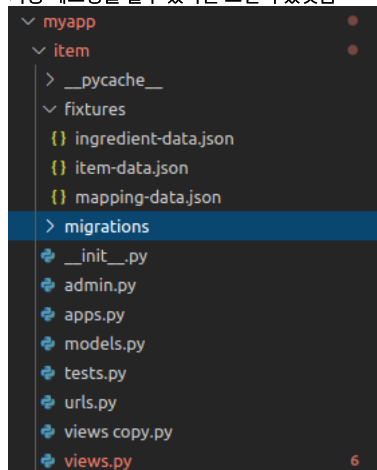 myapp
item
__pycache__
fixtures
{} ingredient-data.json
{} item-data.json
{} mapping-data.json
migrations
__init__.py
admin.py
apps.py
models.py
tests.py
urls.py
views copy.py
views.py 6